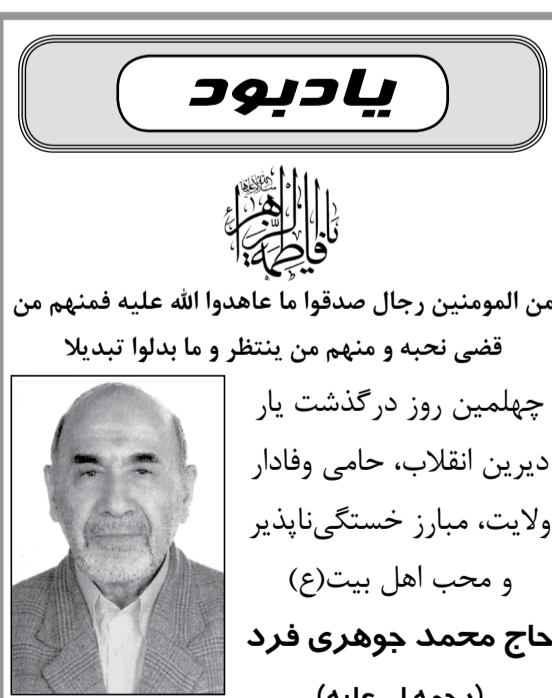 یادبود
یا فاطمة الزهراء
من المومنین رجال صدقوا ما عاهدوا الله علیه فمنهم من
قضی نحبه و منهم من ینتظر و ما بدلوا تبدیلا
چهلمین روز درگذشت یار
دیرین انقلاب، حامی وفادار
ولایت، مبارز خستگی‌ناپذیر
و محب اهل بیت(ع)
حاج محمد جوهری فرد